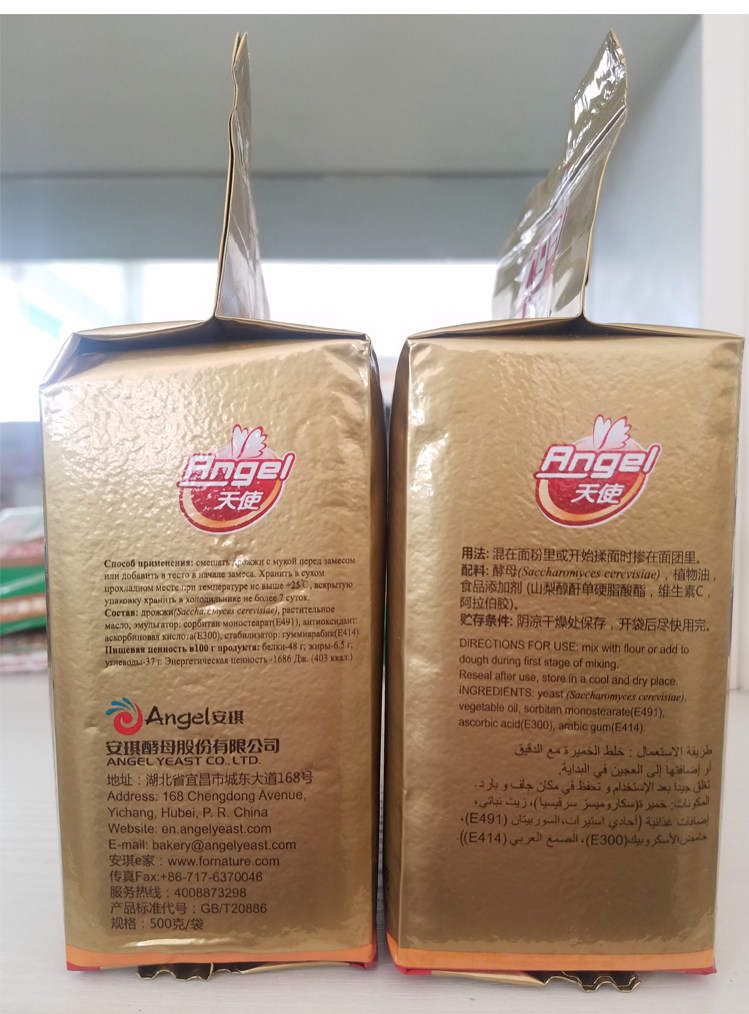 Angel
天使
Способ применения: смешать дрожжи с мукой перед замесом
или добавить в тесто в начале замеса. Хранить в сухом
прохладном месте при температуре не выше +25℃, вскрытую
упаковку хранить в холодильнике не более 7 суток.
Состав: дрожжи(Saccharomyces cerevisiae), растительное
масло, эмульгатор: сорбитан моностеарат(E491), антиоксидант:
аскорбиновая кислота(E300), стабилизатор: гуммиарабик(E414)
Пищевая ценность в100 г продукта: белки-48 г; жиры-6.5 г;
углеводы-37 г. Энергетическая ценность -1686 Дж. (403 ккал.)
Angel安琪
安琪酵母股份有限公司
ANGEL YEAST CO., LTD.
地址：湖北省宜昌市城东大道168号
Address: 168 Chengdong Avenue,
Yichang, Hubei, P. R. China
Website: en.angelyeast.com
E-mail: bakery@angelyeast.com
安琪e家：www.fornature.com
传真Fax:+86-717-6370046
服务热线：4008873298
产品标准代号：GB/T20886
规格：500克/袋
Angel
天使
用法: 混在面粉里或开始揉面时掺在面团里。
配料: 酵母(Saccharomyces cerevisiae)，植物油，
食品添加剂 (山梨醇酐单硬脂酸酯，维生素C，
阿拉伯胶)。
贮存条件: 阴凉干燥处保存，开袋后尽快用完。
DIRECTIONS FOR USE: mix with flour or add to
dough during first stage of mixing.
Reseal after use, store in a cool and dry place.
INGREDIENTS: yeast (Saccharomyces cerevisiae),
vegetable oil, sorbitan monostearate(E491),
ascorbic acid(E300), arabic gum(E414).
طريقة الاستعمال : خلط الخميرة مع الدقيق
أو إضافتها إلى العجين في البداية.
تغلق جيدا بعد الإستخدام و تحفظ في مكان جاف و بارد.
المكونات: خميرة(سكاروميسز سرفيسيا)، زيت نباتي،
إضافات غذائية (أحادي استيرات السوربيتان (E491)،
حامض الأسكروبيك(E300)، الصمغ العربي (E414)).